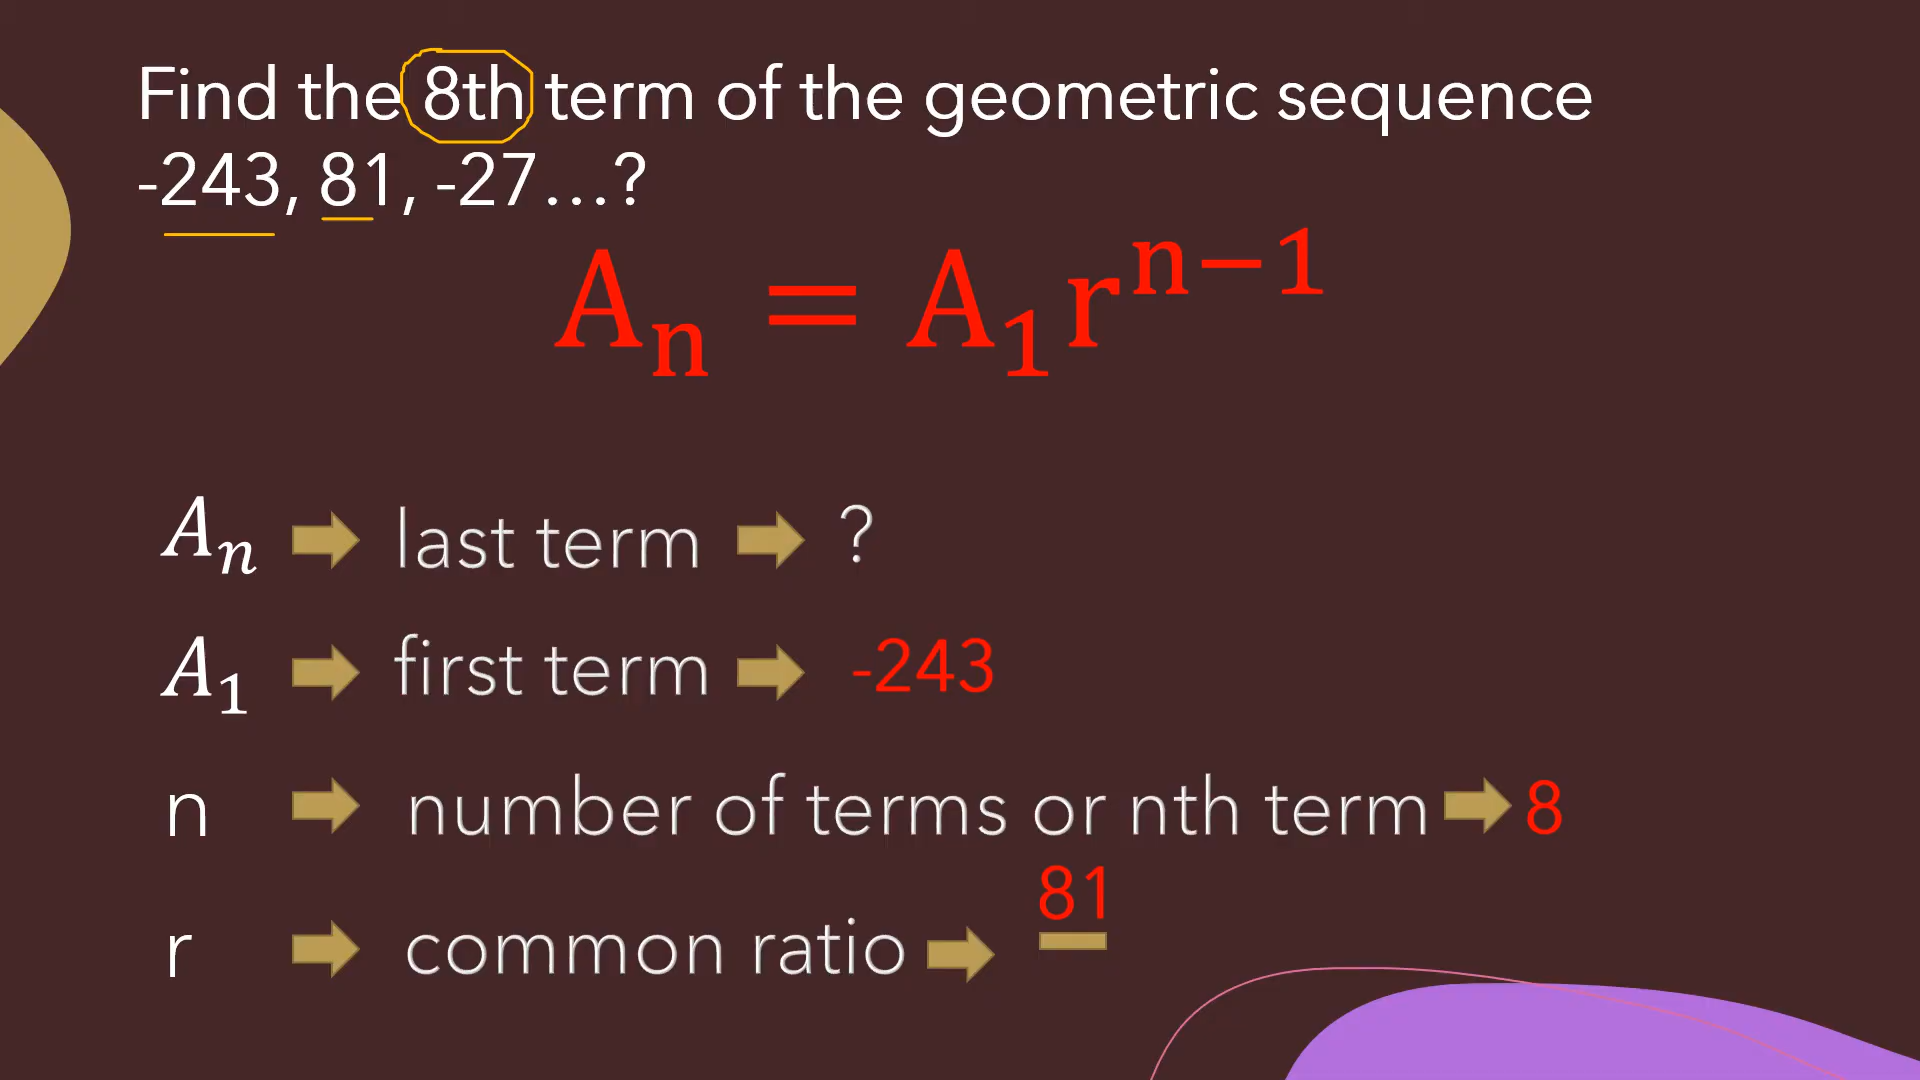 Find the 8th term of the geometric sequence
-243, 81, -27...?
Aₙ = A₁rⁿ⁻¹
Aₙ last term ?
A₁ first term -243
n number of terms or nth term 8
81
r common ratio